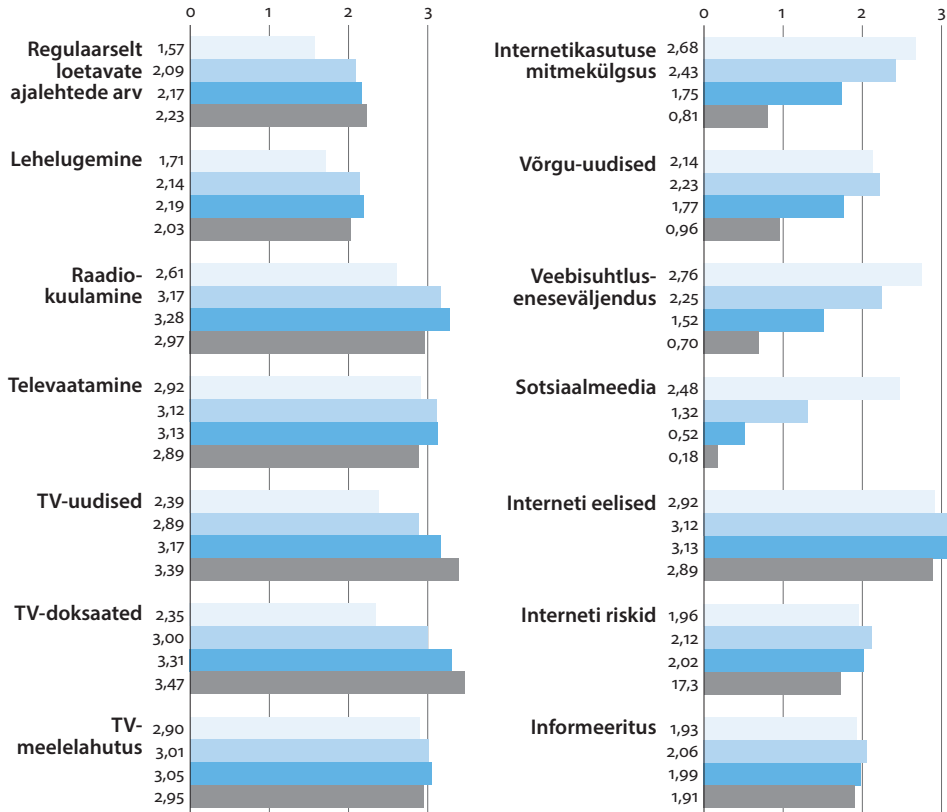 0 1 2 3
Regulaarselt
loetavate
ajalehtede arv
1,57
2,09
2,17
2,23
Lehelugemine
1,71
2,14
2,19
2,03
Raadio-
kuulamine
2,61
3,17
3,28
2,97
Televaatamine
2,92
3,12
3,13
2,89
TV-uudised
2,39
2,89
3,17
3,39
TV-doksaated
2,35
3,00
3,31
3,47
TV-
meelelahutus
2,90
3,01
3,05
2,95
0 1 2 3
Internetikasutuse
mitmekülgsus
2,68
2,43
1,75
0,81
Võrgu-uudised
2,14
2,23
1,77
0,96
Veebisuhtlus-
eneseväljendus
2,76
2,25
1,52
0,70
Sotsiaalmeedia
2,48
1,32
0,52
0,18
Interneti eelised
2,92
3,12
3,13
2,89
Interneti riskid
1,96
2,12
2,02
17,3
Informeeritus
1,93
2,06
1,99
1,91